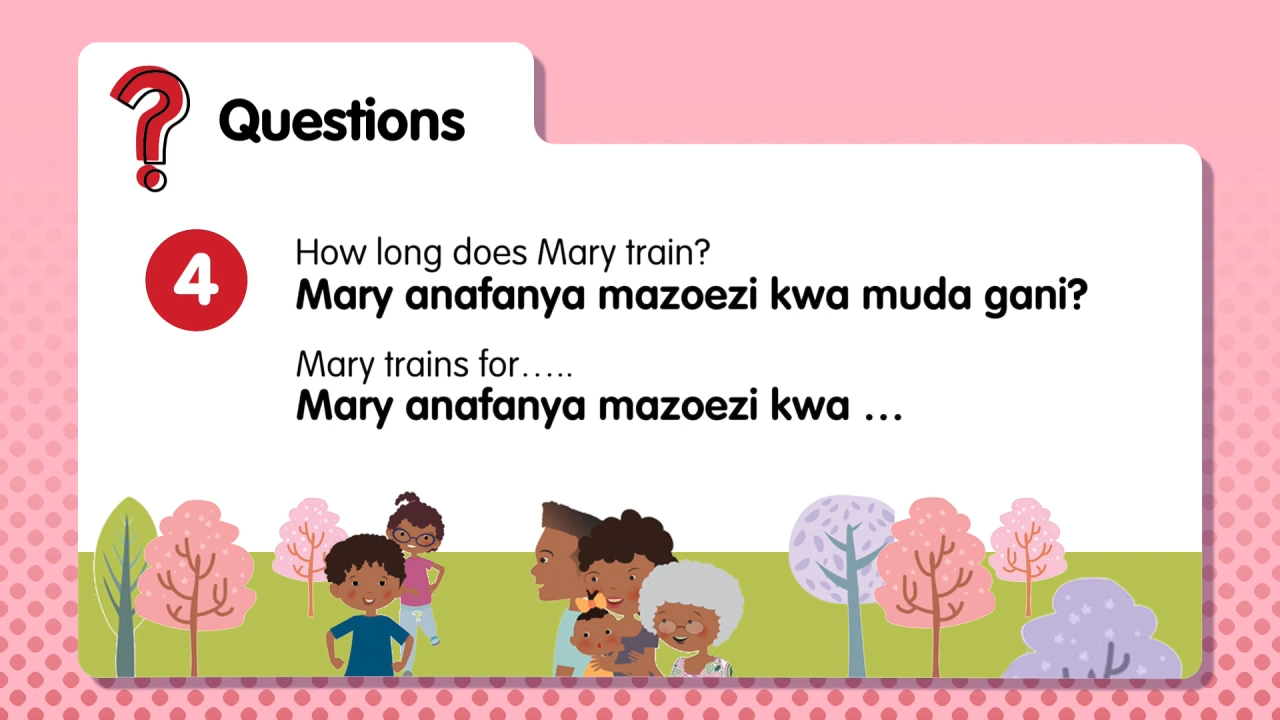 Questions
4
How long does Mary train?
Mary anafanya mazoezi kwa muda gani?
Mary trains for.....
Mary anafanya mazoezi kwa ...